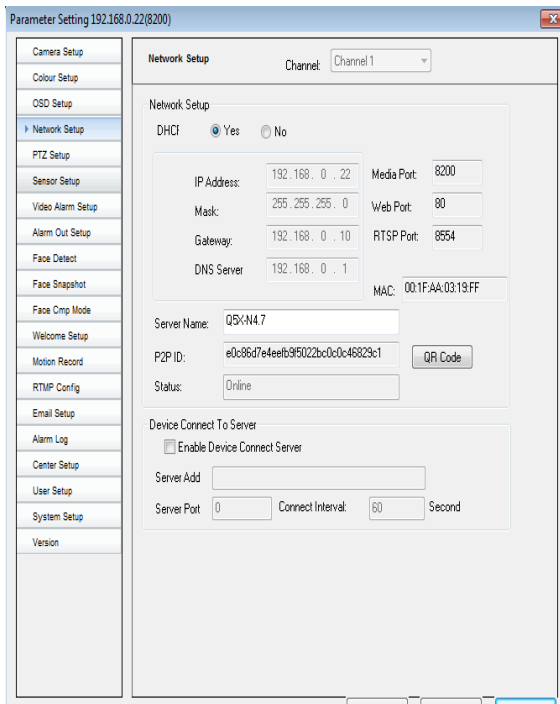 Parameter Setting 192.168.0.22(8200)
Camera Setup
Colour Setup
OSD Setup
Network Setup
PTZ Setup
Sensor Setup
Video Alarm Setup
Alarm Out Setup
Face Detect
Face Snapshot
Face Cmp Mode
Welcome Setup
Motion Record
RTMP Config
Email Setup
Alarm Log
Center Setup
User Setup
System Setup
Version
Network Setup Channel: Channel 1
Network Setup
DHCF Yes No
IP Address: 192.168. 0 . 22 Media Port: 8200
Mask: 255.255.255. 0 Web Port: 80
Gateway: 192.168. 0 . 10 RTSP Port: 8554
DNS Server 192.168. 0 . 1
MAC: 00:1F:AA:03:19:FF
Server Name: Q5X-N4.7
P2P ID: e0c86d7e4eefb9f5022bc0c0c46829c1 QR Code
Status: Online
Device Connect To Server
Enable Device Connect Server
Server Add
Server Port 0 Connect Interval: 60 Second